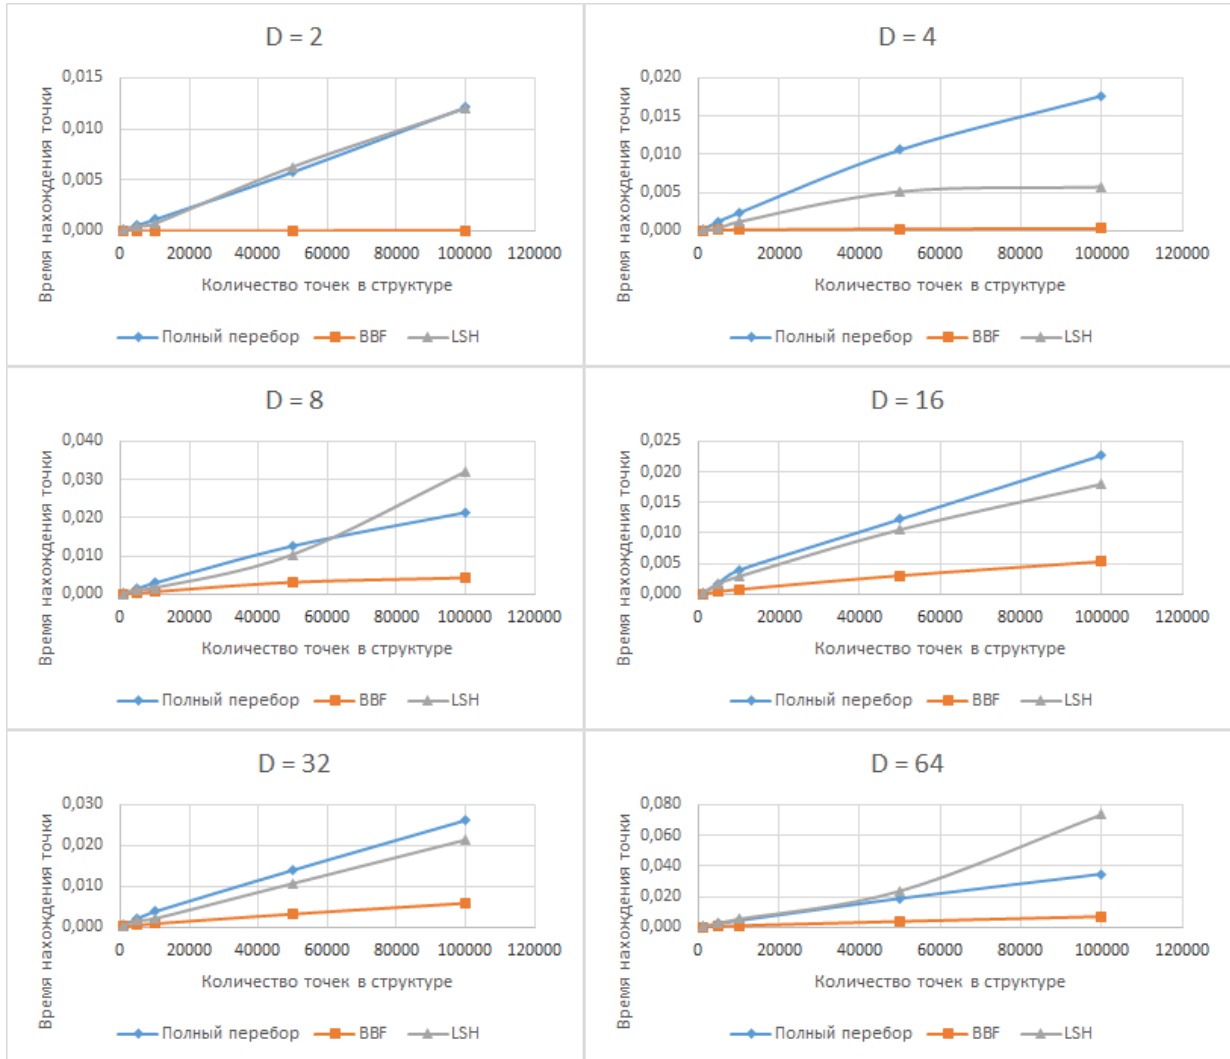 D = 2
0,015
0,010
0,005
0,000
0 20000 40000 60000 80000 100000 120000
Время нахождения точки
Количество точек в структуре
Полный перебор BBF LSH
D = 4
0,020
0,015
0,010
0,005
0,000
0 20000 40000 60000 80000 100000 120000
Время нахождения точки
Количество точек в структуре
Полный перебор BBF LSH
D = 8
0,040
0,030
0,020
0,010
0,000
0 20000 40000 60000 80000 100000 120000
Время нахождения точки
Количество точек в структуре
Полный перебор BBF LSH
D = 16
0,025
0,020
0,015
0,010
0,005
0,000
0 20000 40000 60000 80000 100000 120000
Время нахождения точки
Количество точек в структуре
Полный перебор BBF LSH
D = 32
0,030
0,020
0,010
0,000
0 20000 40000 60000 80000 100000 120000
Время нахождения точки
Количество точек в структуре
Полный перебор BBF LSH
D = 64
0,080
0,060
0,040
0,020
0,000
0 20000 40000 60000 80000 100000 120000
Время нахождения точки
Количество точек в структуре
Полный перебор BBF LSH